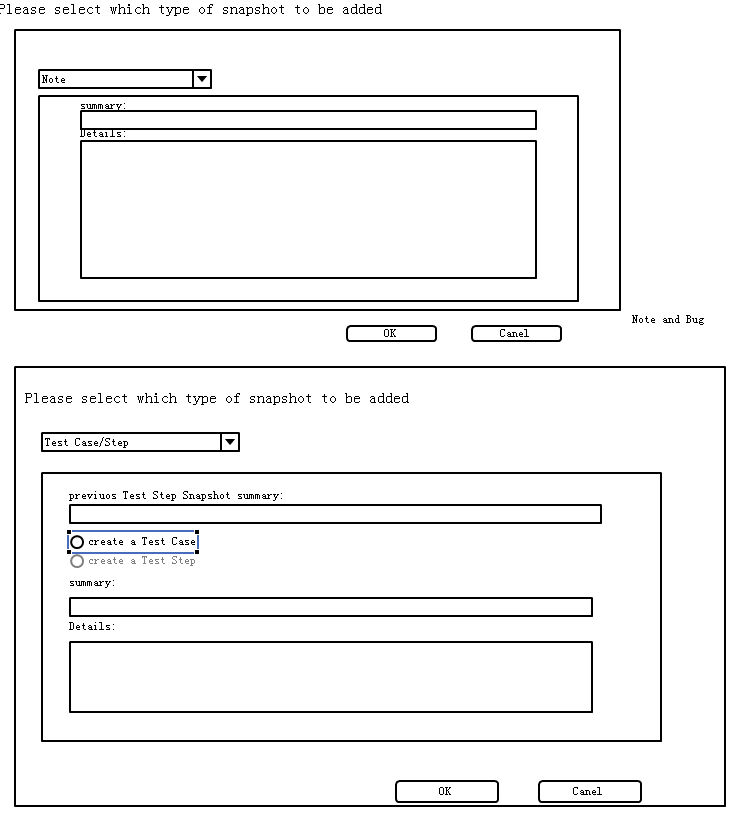 Please select which type of snapshot to be added
Note
summary:
Details:
Note and Bug
OK
Canel
Please select which type of snapshot to be added
Test Case/Step
previuos Test Step Snapshot summary:
create a Test Case
create a Test Step
summary:
Details:
OK
Canel